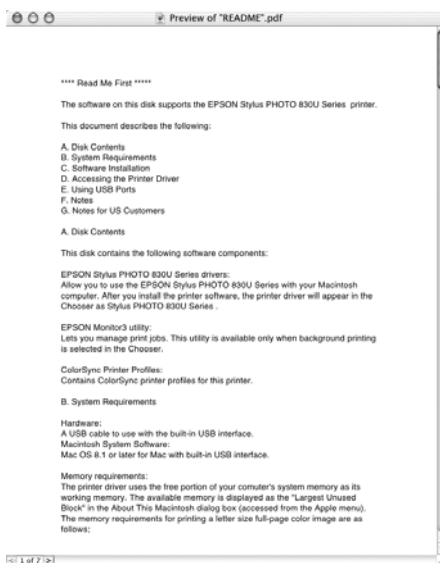 Preview of "README".pdf
**** Read Me First *****
The software on this disk supports the EPSON Stylus PHOTO 830U Series printer.
This document describes the following:
A. Disk Contents
B. System Requirements
C. Software Installation
D. Accessing the Printer Driver
E. Using USB Ports
F. Notes
G. Notes for US Customers
A. Disk Contents
This disk contains the following software components:
EPSON Stylus PHOTO 830U Series drivers:
Allow you to use the EPSON Stylus PHOTO 830U Series with your Macintosh
computer. After you install the printer software, the printer driver will appear in the
Chooser as Stylus PHOTO 830U Series .
EPSON Monitor3 utility:
Lets you manage print jobs. This utility is available only when background printing
is selected in the Chooser.
ColorSync Printer Profiles:
Contains ColorSync printer profiles for this printer.
B. System Requirements
Hardware:
A USB cable to use with the built-in USB interface.
Macintosh System Software:
Mac OS 8.1 or later for Mac with built-in USB interface.
Memory requirements:
The printer driver uses the free portion of your comuter's system memory as its
working memory. The available memory is displayed as the "Largest Unused
Block" in the About This Macintosh dialog box (accessed from the Apple menu).
The memory requirements for printing a letter size full-page color image are as
follows;
1 of 7